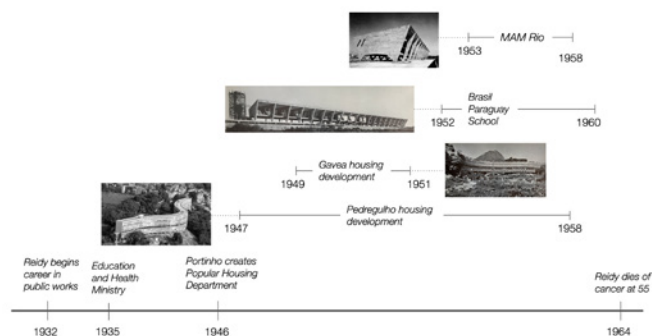 MAM Rio
1953
1958
Brasil
Paraguay
School
1952
1960
Gavea housing
development
1949
1951
Pedregulho housing
development
1947
1958
Reidy begins
career in
public works
Education
and Health
Ministry
Portinho creates
Popular Housing
Department
Reidy dies of
cancer at 55
1932
1935
1946
1964